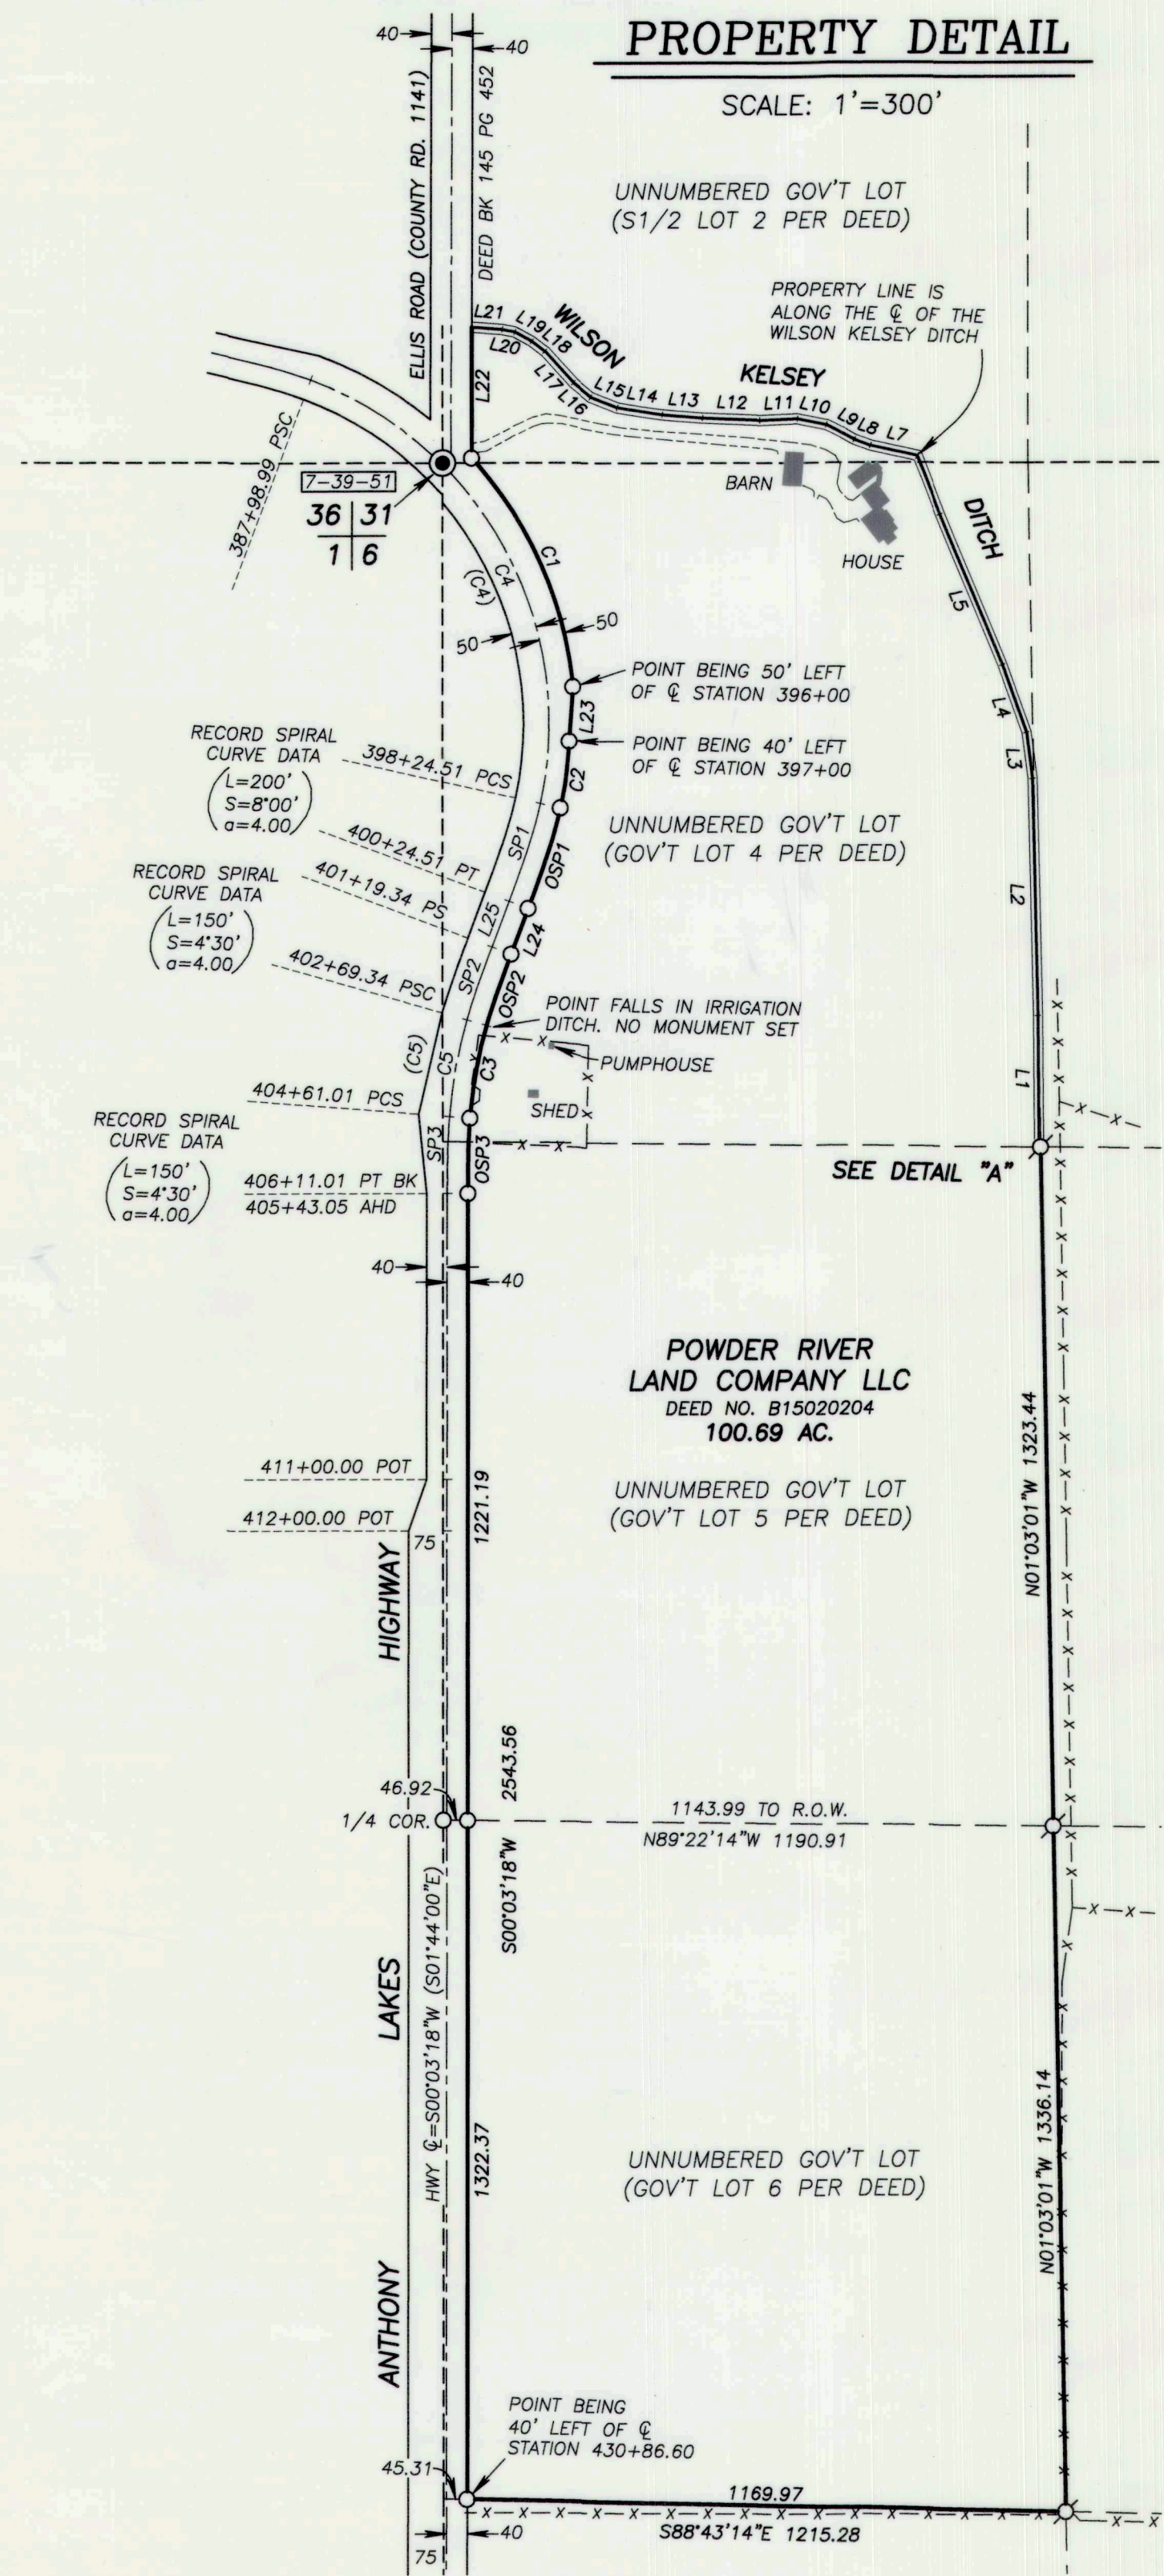 PROPERTY DETAIL
SCALE: 1'=300'
40
40
ELLIS ROAD (COUNTY RD. 1141)
DEED BK 145 PG 452
UNNUMBERED GOV'T LOT
(S1/2 LOT 2 PER DEED)
PROPERTY LINE IS
ALONG THE ℄ OF THE
WILSON KELSEY DITCH
WILSON
KELSEY
DITCH
L21
L20
L19
L18
L17
L16
L15
L14
L13
L12
L11
L10
L9
L8
L7
L22
387+98.99 PSC
7-39-51
36 31
1 6
BARN
HOUSE
C1
C4
(C4)
50
50
L5
L4
L3
L2
L1
POINT BEING 50' LEFT
OF ℄ STATION 396+00
L23
POINT BEING 40' LEFT
OF ℄ STATION 397+00
C2
RECORD SPIRAL
CURVE DATA
L=200'
S=8°00'
a=4.00
398+24.51 PCS
400+24.51 PT
SP1
OSP1
UNNUMBERED GOV'T LOT
(GOV'T LOT 4 PER DEED)
RECORD SPIRAL
CURVE DATA
L=150'
S=4°30'
a=4.00
401+19.34 PS
402+69.34 PSC
L25
L24
SP2
OSP2
POINT FALLS IN IRRIGATION
DITCH. NO MONUMENT SET
PUMPHOUSE
SHED
(C5)
C5
C3
404+61.01 PCS
RECORD SPIRAL
CURVE DATA
L=150'
S=4°30'
a=4.00
SP3
OSP3
406+11.01 PT BK
405+43.05 AHD
SEE DETAIL "A"
40
40
POWDER RIVER
LAND COMPANY LLC
DEED NO. B15020204
100.69 AC.
UNNUMBERED GOV'T LOT
(GOV'T LOT 5 PER DEED)
N01°03'01"W 1323.44
411+00.00 POT
412+00.00 POT
75
1221.19
HIGHWAY
2543.56
46.92
1/4 COR.
1143.99 TO R.O.W.
N89°22'14"W 1190.91
S00°03'18"W
HWY ℄=S00°03'18"W (S01°44'00"E)
LAKES
1322.37
UNNUMBERED GOV'T LOT
(GOV'T LOT 6 PER DEED)
N01°03'01"W 1336.14
ANTHONY
POINT BEING
40' LEFT OF ℄
STATION 430+86.60
45.31
1169.97
S88°43'14"E 1215.28
40
75